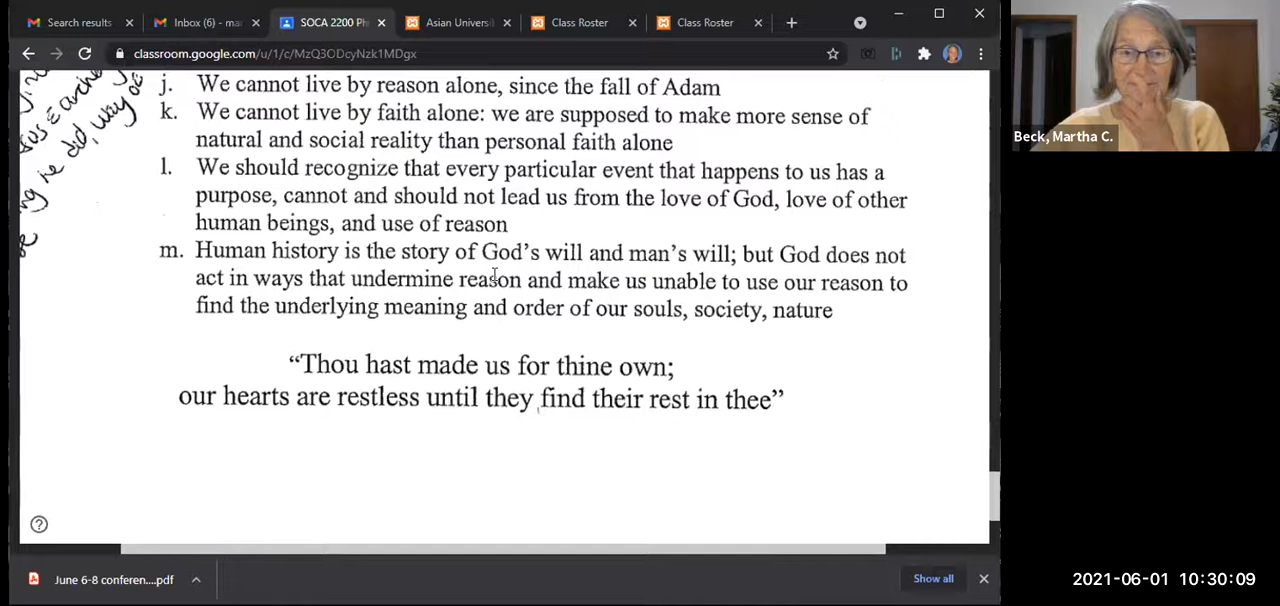 Search results
Inbox (6) - ma
SOCA 2200 Ph
Asian Universi
Class Roster
Class Roster
classroom.google.com/u/1/c/MzQ3ODcyNzk1MDgx
j. We cannot live by reason alone, since the fall of Adam
k. We cannot live by faith alone: we are supposed to make more sense of
natural and social reality than personal faith alone
l. We should recognize that every particular event that happens to us has a
purpose, cannot and should not lead us from the love of God, love of other
human beings, and use of reason
m. Human history is the story of God's will and man's will; but God does not
act in ways that undermine reason and make us unable to use our reason to
find the underlying meaning and order of our souls, society, nature
“Thou hast made us for thine own;
our hearts are restless until they find their rest in thee”
he did, way of
June 6-8 conferen....pdf
Show all
Beck, Martha C.
2021-06-01 10:30:09